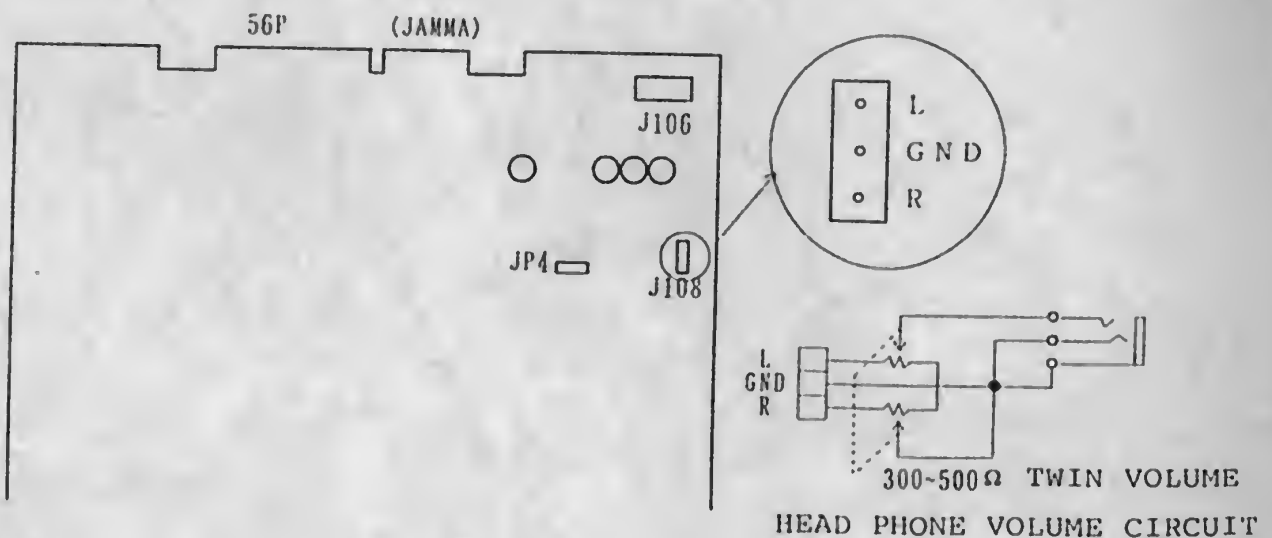 56P (JAMMA)
J106
L
GND
R
JP4
J108
L
GND
R
300~500Ω TWIN VOLUME
HEAD PHONE VOLUME CIRCUIT